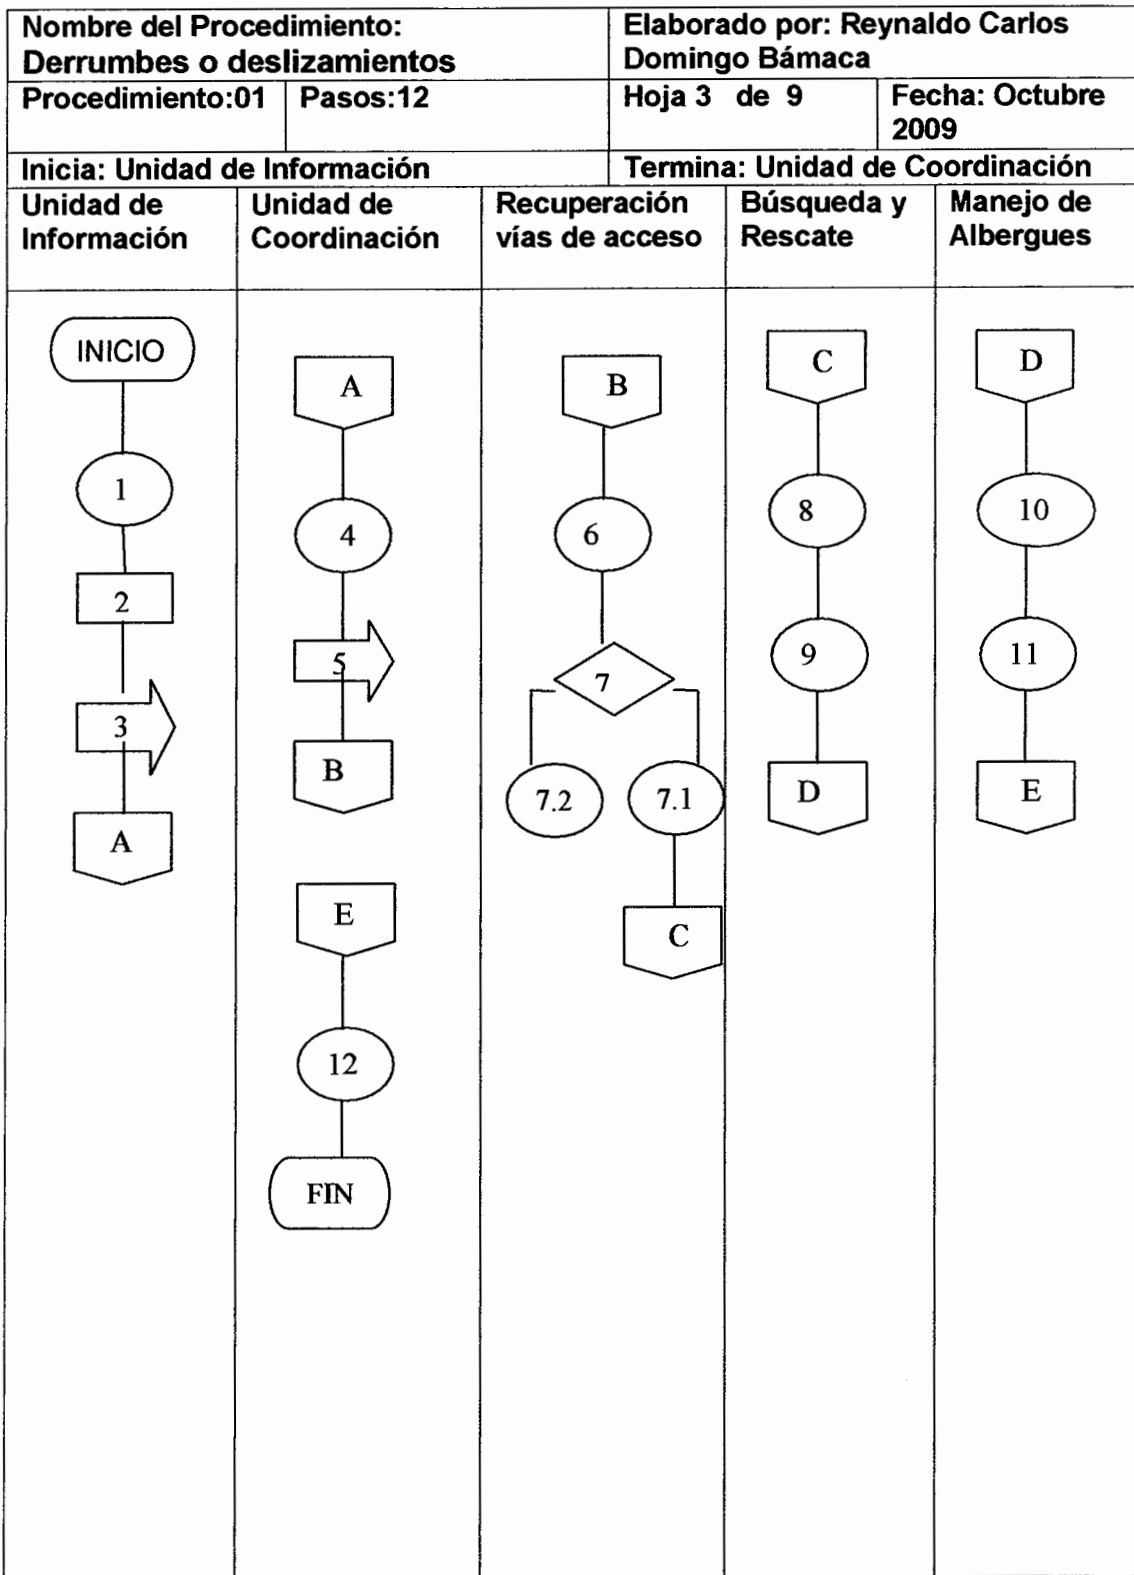 Nombre del Procedimiento:
Derrumbes o deslizamientos
Elaborado por: Reynaldo Carlos
Domingo Bámaca
Procedimiento:01
Pasos:12
Hoja 3 de 9
Fecha: Octubre
2009
Inicia: Unidad de Información
Termina: Unidad de Coordinación
Unidad de
Información
Unidad de
Coordinación
Recuperación
vías de acceso
Búsqueda y
Rescate
Manejo de
Albergues
INICIO
1
2
3
A
A
4
5
B
E
12
FIN
B
6
7
7.2
7.1
C
C
8
9
D
D
10
11
E